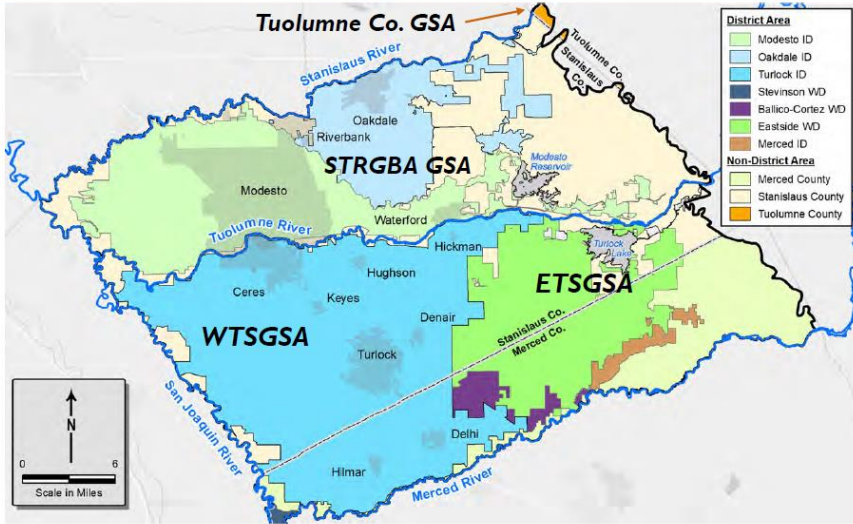 Tuolumne Co. GSA
Stanislaus River
Tuolumne Co.
Stanislaus Co.
District Area
Modesto ID
Oakdale ID
Turlock ID
Stevinson WD
Ballico-Cortez WD
Eastside WD
Merced ID
Non-District Area
Merced County
Stanislaus County
Tuolumne County
Oakdale
Riverbank
STRGBA GSA
Modesto
Reservoir
Modesto
Waterford
Tuolumne River
Hickman
Turlock
Lake
Hughson
Ceres
Keyes
ETSGSA
Denair
WTSGSA
Stanislaus Co.
Merced Co.
Turlock
San Joaquin River
Delhi
Hilmar
Merced River
N
0 6
Scale in Miles